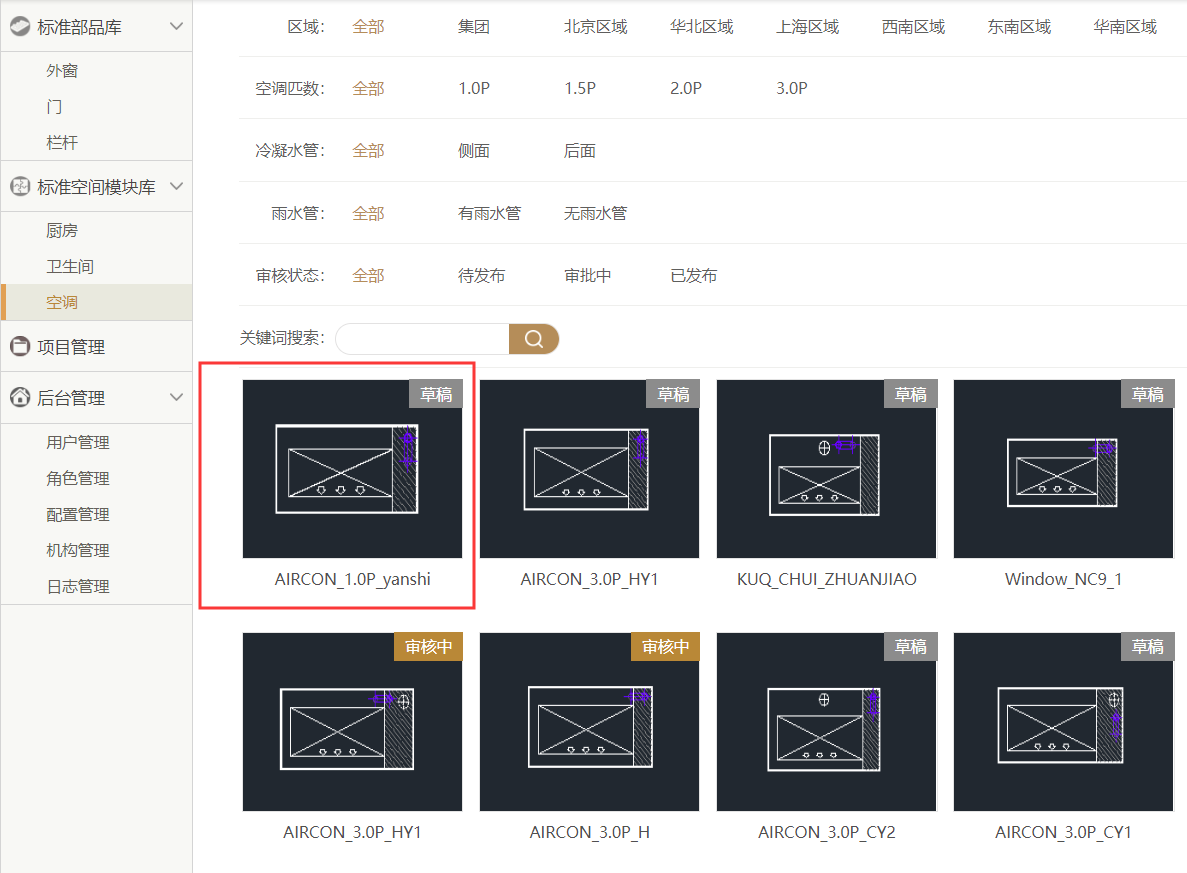 标准部品库
外窗
门
栏杆
标准空间模块库
厨房
卫生间
空调
项目管理
后台管理
用户管理
角色管理
配置管理
机构管理
日志管理
区域: 全部 集团 北京区域 华北区域 上海区域 西南区域 东南区域 华南区域
空调匹数: 全部 1.0P 1.5P 2.0P 3.0P
冷凝水管: 全部 侧面 后面
雨水管: 全部 有雨水管 无雨水管
审核状态: 全部 待发布 审批中 已发布
关键词搜索:
草稿 草稿 草稿 草稿
AIRCON_1.0P_yanshi AIRCON_3.0P_HY1 KUQ_CHUI_ZHUANJIAO Window_NC9_1
审核中 审核中 草稿 草稿
AIRCON_3.0P_HY1 AIRCON_3.0P_H AIRCON_3.0P_CY2 AIRCON_3.0P_CY1